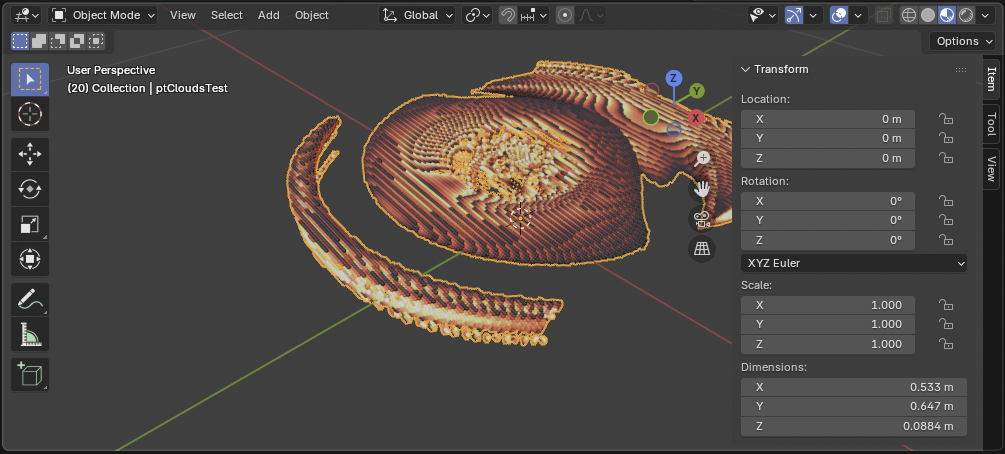 Object Mode View Select Add Object Global
Options
User Perspective
(20) Collection | ptCloudsTest
Z
Y
X
Transform
Location:
X 0 m
Y 0 m
Z 0 m
Rotation:
X 0°
Y 0°
Z 0°
XYZ Euler
Scale:
X 1.000
Y 1.000
Z 1.000
Dimensions:
X 0.533 m
Y 0.647 m
Z 0.0884 m
Item
Tool
View